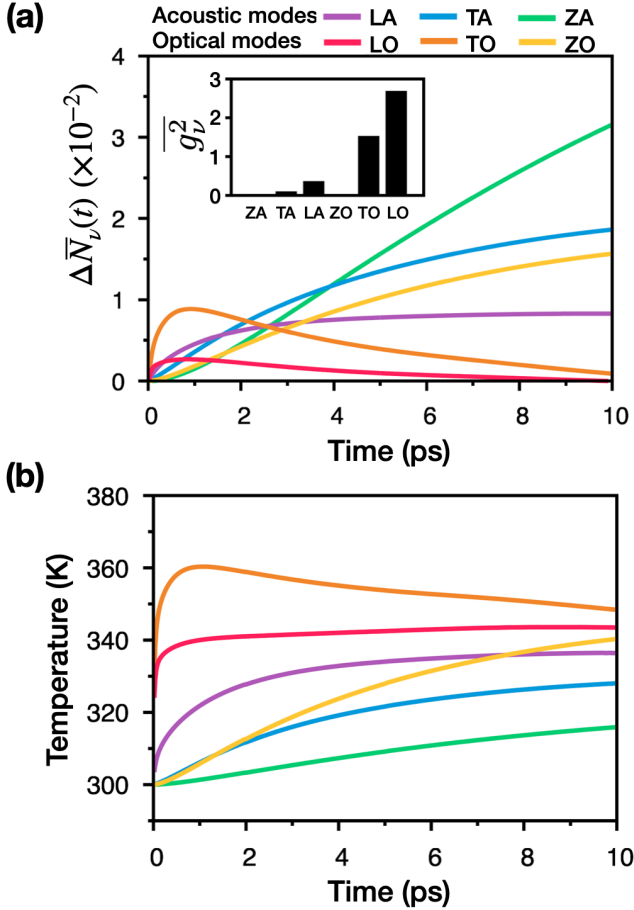 (a)
Acoustic modes LA TA ZA
Optical modes LO TO ZO
ΔN̅ᵥ(t) (×10⁻²)
4
3
2
1
0
g̅ᵥ²
3
2
1
0
ZA TA LA ZO TO LO
0 2 4 6 8 10
Time (ps)
(b)
Temperature (K)
380
360
340
320
300
0 2 4 6 8 10
Time (ps)